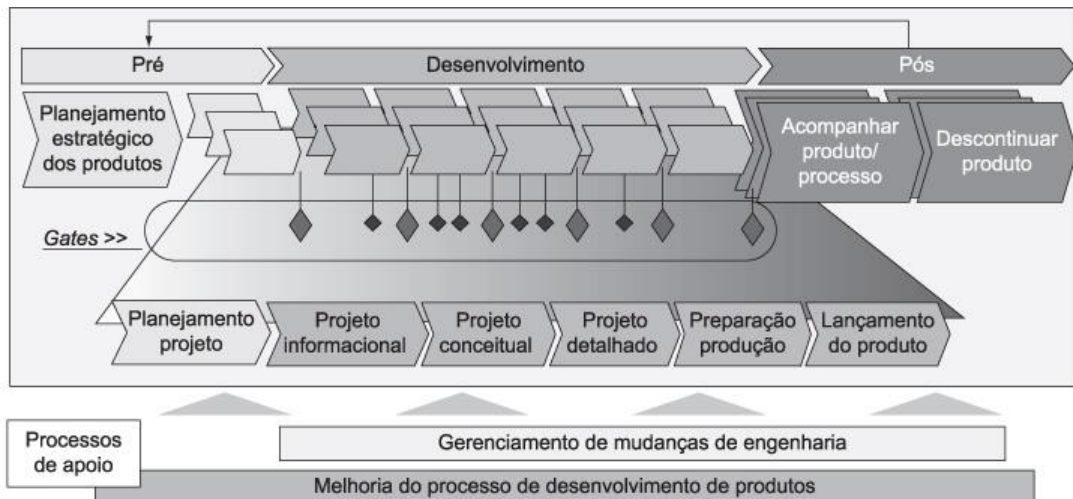 Pré
Desenvolvimento
Pós
Planejamento
estratégico
dos produtos
Acompanhar
produto/
processo
Descontinuar
produto
Gates >>
Planejamento
projeto
Projeto
informacional
Projeto
conceitual
Projeto
detalhado
Preparação
produção
Lançamento
do produto
Processos
de apoio
Gerenciamento de mudanças de engenharia
Melhoria do processo de desenvolvimento de produtos